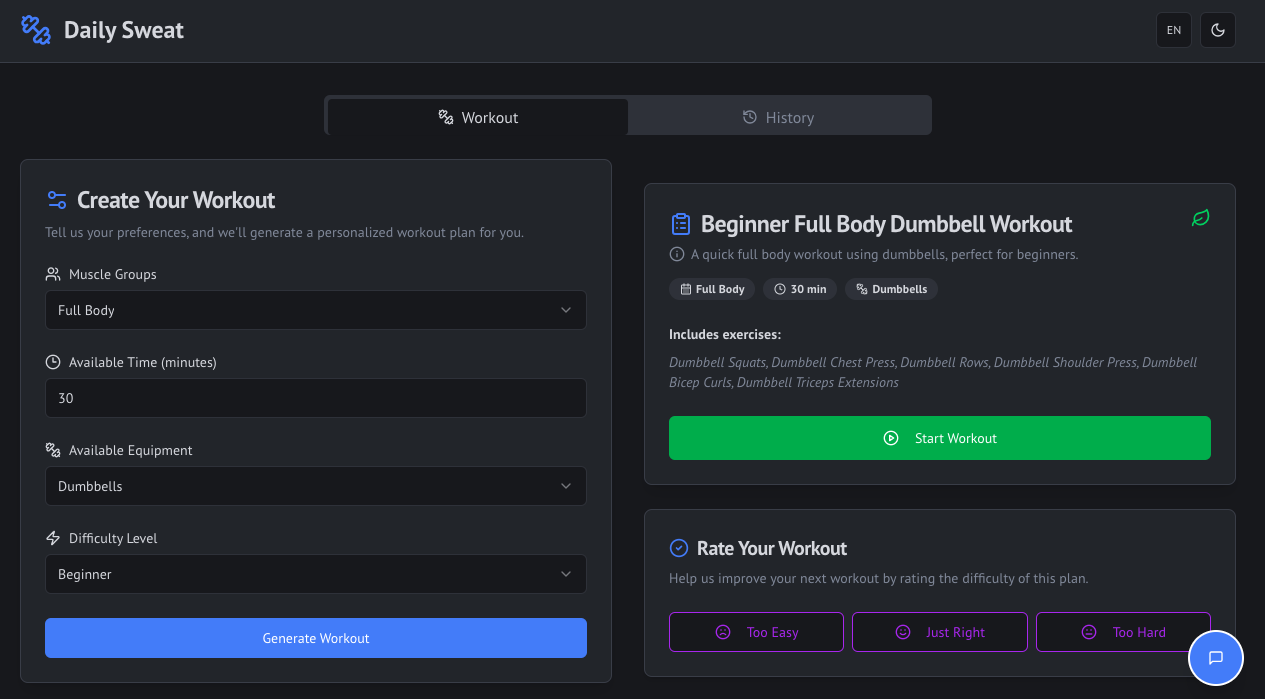 Daily Sweat
EN
Workout
History
Create Your Workout
Tell us your preferences, and we'll generate a personalized workout plan for you.
Muscle Groups
Full Body
Available Time (minutes)
30
Available Equipment
Dumbbells
Difficulty Level
Beginner
Generate Workout
Beginner Full Body Dumbbell Workout
A quick full body workout using dumbbells, perfect for beginners.
Full Body
30 min
Dumbbells
Includes exercises:
Dumbbell Squats, Dumbbell Chest Press, Dumbbell Rows, Dumbbell Shoulder Press, Dumbbell
Bicep Curls, Dumbbell Triceps Extensions
Start Workout
Rate Your Workout
Help us improve your next workout by rating the difficulty of this plan.
Too Easy
Just Right
Too Hard